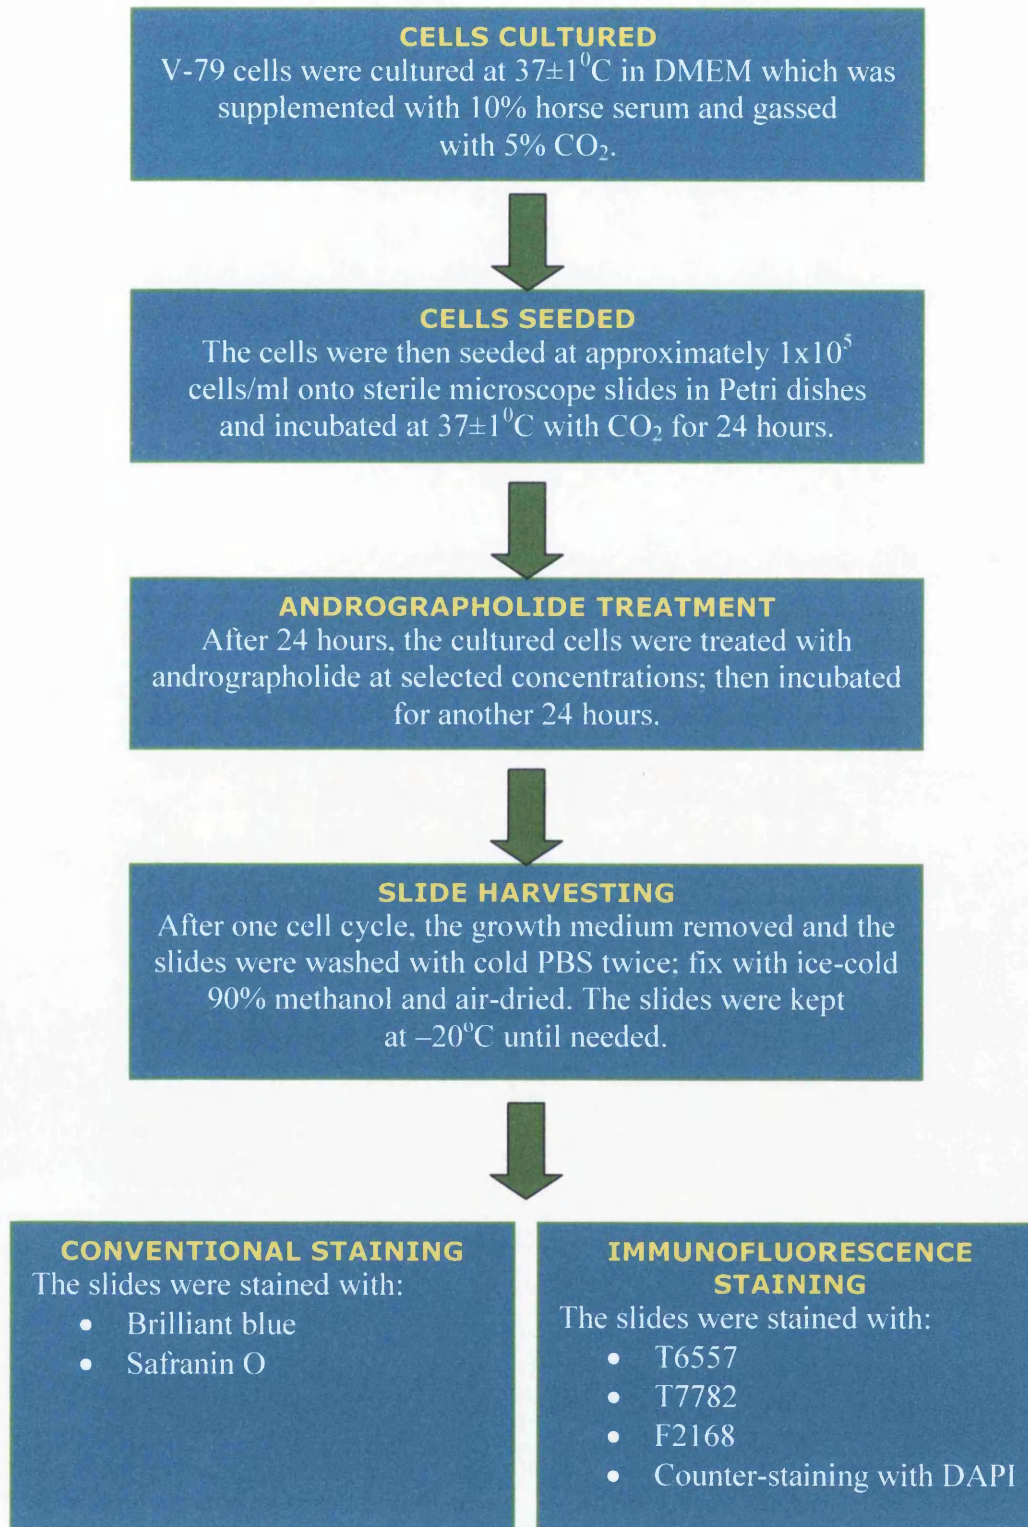 CELLS CULTURED
V-79 cells were cultured at 37±1⁰C in DMEM which was
supplemented with 10% horse serum and gassed
with 5% CO₂.
CELLS SEEDED
The cells were then seeded at approximately 1x10⁵
cells/ml onto sterile microscope slides in Petri dishes
and incubated at 37±1⁰C with CO₂ for 24 hours.
ANDROGRAPHOLIDE TREATMENT
After 24 hours, the cultured cells were treated with
andrographolide at selected concentrations; then incubated
for another 24 hours.
SLIDE HARVESTING
After one cell cycle, the growth medium removed and the
slides were washed with cold PBS twice; fix with ice-cold
90% methanol and air-dried. The slides were kept
at –20⁰C until needed.
CONVENTIONAL STAINING
The slides were stained with:
• Brilliant blue
• Safranin O
IMMUNOFLUORESCENCE
STAINING
The slides were stained with:
• T6557
• T7782
• F2168
• Counter-staining with DAPI